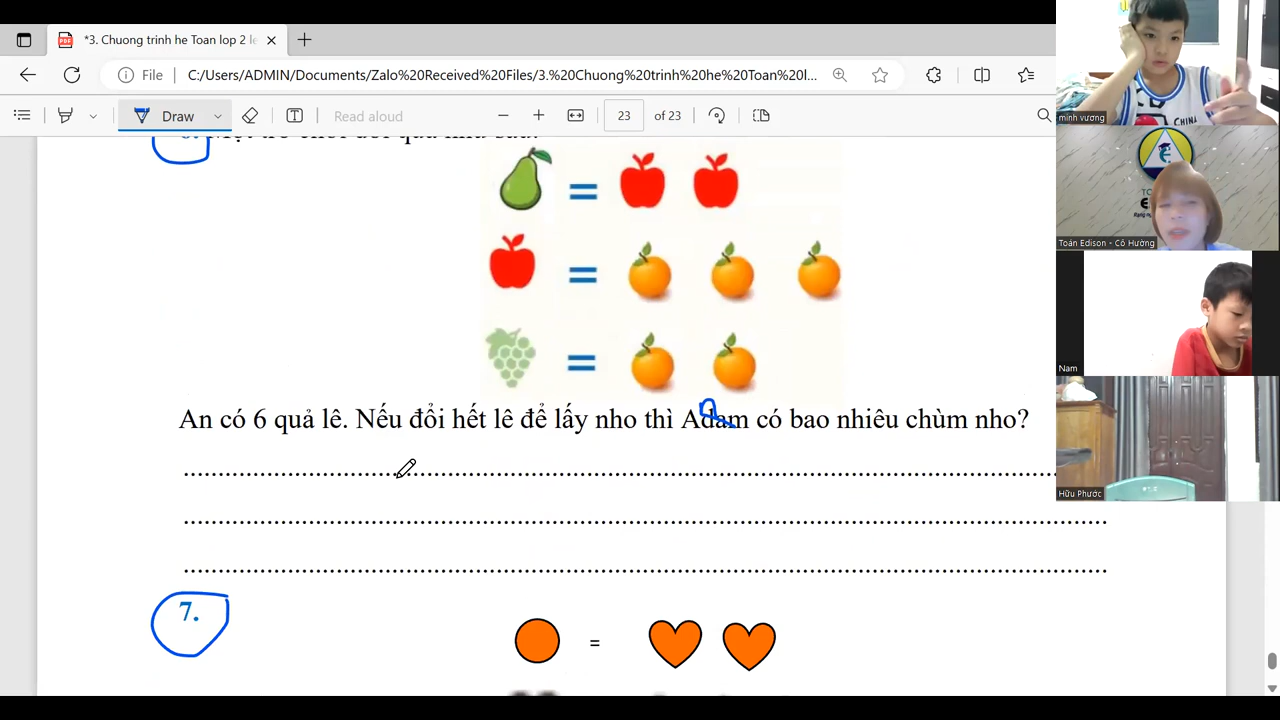 *3. Chuong trinh he Toan lop 2 le
File
C:/Users/ADMIN/Documents/Zalo%20Received%20Files/3.%20Chuong%20trinh%20he%20Toan%20l...
Draw
Read aloud
23
of 23
=
=
=
An có 6 quả lê. Nếu đổi hết lê để lấy nho thì Adam có bao nhiêu chùm nho?
7.
=
minh vương
CHINA
Toán Edison - Cô Hường
Nam
Hữu Phước